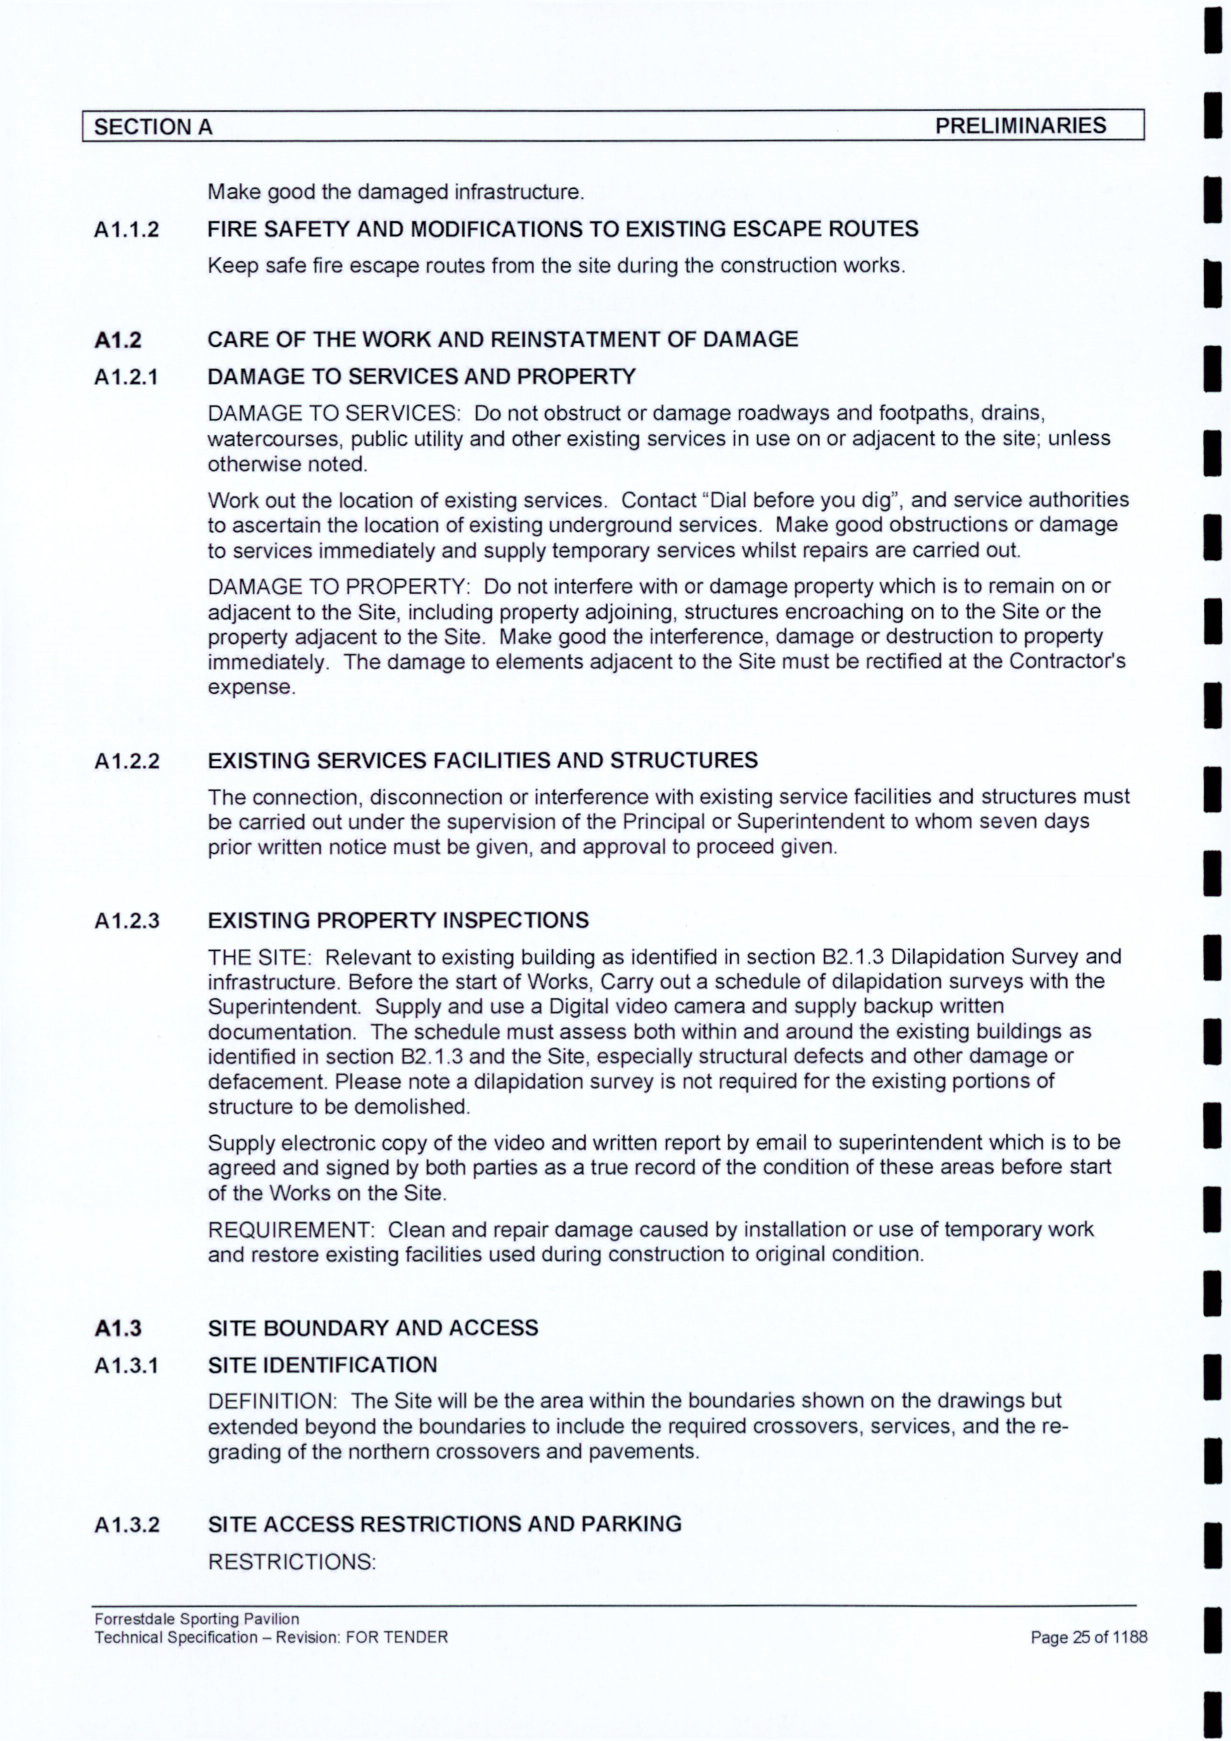 SECTION A PRELIMINARIES
Make good the damaged infrastructure.
A1.1.2 FIRE SAFETY AND MODIFICATIONS TO EXISTING ESCAPE ROUTES
Keep safe fire escape routes from the site during the construction works.
A1.2 CARE OF THE WORK AND REINSTATMENT OF DAMAGE
A1.2.1 DAMAGE TO SERVICES AND PROPERTY
DAMAGE TO SERVICES: Do not obstruct or damage roadways and footpaths, drains,
watercourses, public utility and other existing services in use on or adjacent to the site; unless
otherwise noted.
Work out the location of existing services. Contact “Dial before you dig”, and service authorities
to ascertain the location of existing underground services. Make good obstructions or damage
to services immediately and supply temporary services whilst repairs are carried out.
DAMAGE TO PROPERTY: Do not interfere with or damage property which is to remain on or
adjacent to the Site, including property adjoining, structures encroaching on to the Site or the
property adjacent to the Site. Make good the interference, damage or destruction to property
immediately. The damage to elements adjacent to the Site must be rectified at the Contractor's
expense.
A1.2.2 EXISTING SERVICES FACILITIES AND STRUCTURES
The connection, disconnection or interference with existing service facilities and structures must
be carried out under the supervision of the Principal or Superintendent to whom seven days
prior written notice must be given, and approval to proceed given.
A1.2.3 EXISTING PROPERTY INSPECTIONS
THE SITE: Relevant to existing building as identified in section B2.1.3 Dilapidation Survey and
infrastructure. Before the start of Works, Carry out a schedule of dilapidation surveys with the
Superintendent. Supply and use a Digital video camera and supply backup written
documentation. The schedule must assess both within and around the existing buildings as
identified in section B2.1.3 and the Site, especially structural defects and other damage or
defacement. Please note a dilapidation survey is not required for the existing portions of
structure to be demolished.
Supply electronic copy of the video and written report by email to superintendent which is to be
agreed and signed by both parties as a true record of the condition of these areas before start
of the Works on the Site.
REQUIREMENT: Clean and repair damage caused by installation or use of temporary work
and restore existing facilities used during construction to original condition.
A1.3 SITE BOUNDARY AND ACCESS
A1.3.1 SITE IDENTIFICATION
DEFINITION: The Site will be the area within the boundaries shown on the drawings but
extended beyond the boundaries to include the required crossovers, services, and the re-
grading of the northern crossovers and pavements.
A1.3.2 SITE ACCESS RESTRICTIONS AND PARKING
RESTRICTIONS:
Forrestdale Sporting Pavilion
Technical Specification – Revision: FOR TENDER Page 25 of 1188